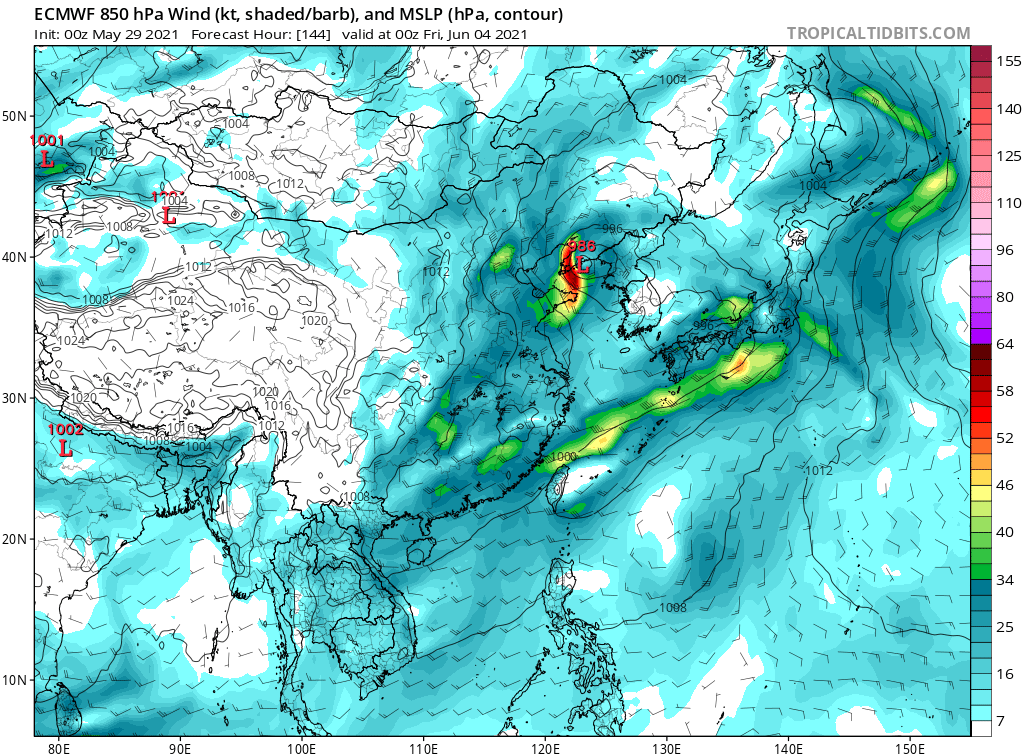 ECMWF 850 hPa Wind (kt, shaded/barb), and MSLP (hPa, contour)
Init: 00z May 29 2021 Forecast Hour: [144] valid at 00z Fri, Jun 04 2021
TROPICALTIDBITS.COM
155
140
125
110
96
80
64
58
52
46
40
34
25
16
7
50N
40N
30N
20N
10N
80E
90E
100E
110E
120E
130E
140E
150E
1001
L
1004
1004
1004
1008
1012
1004
L
1008
1012
1012
1004
996
986
L
1012
1008
1024
1016
1020
1024
996
1020
1020
1016
1016
1012
1002
L
1008
1004
1000
1012
1008
1008